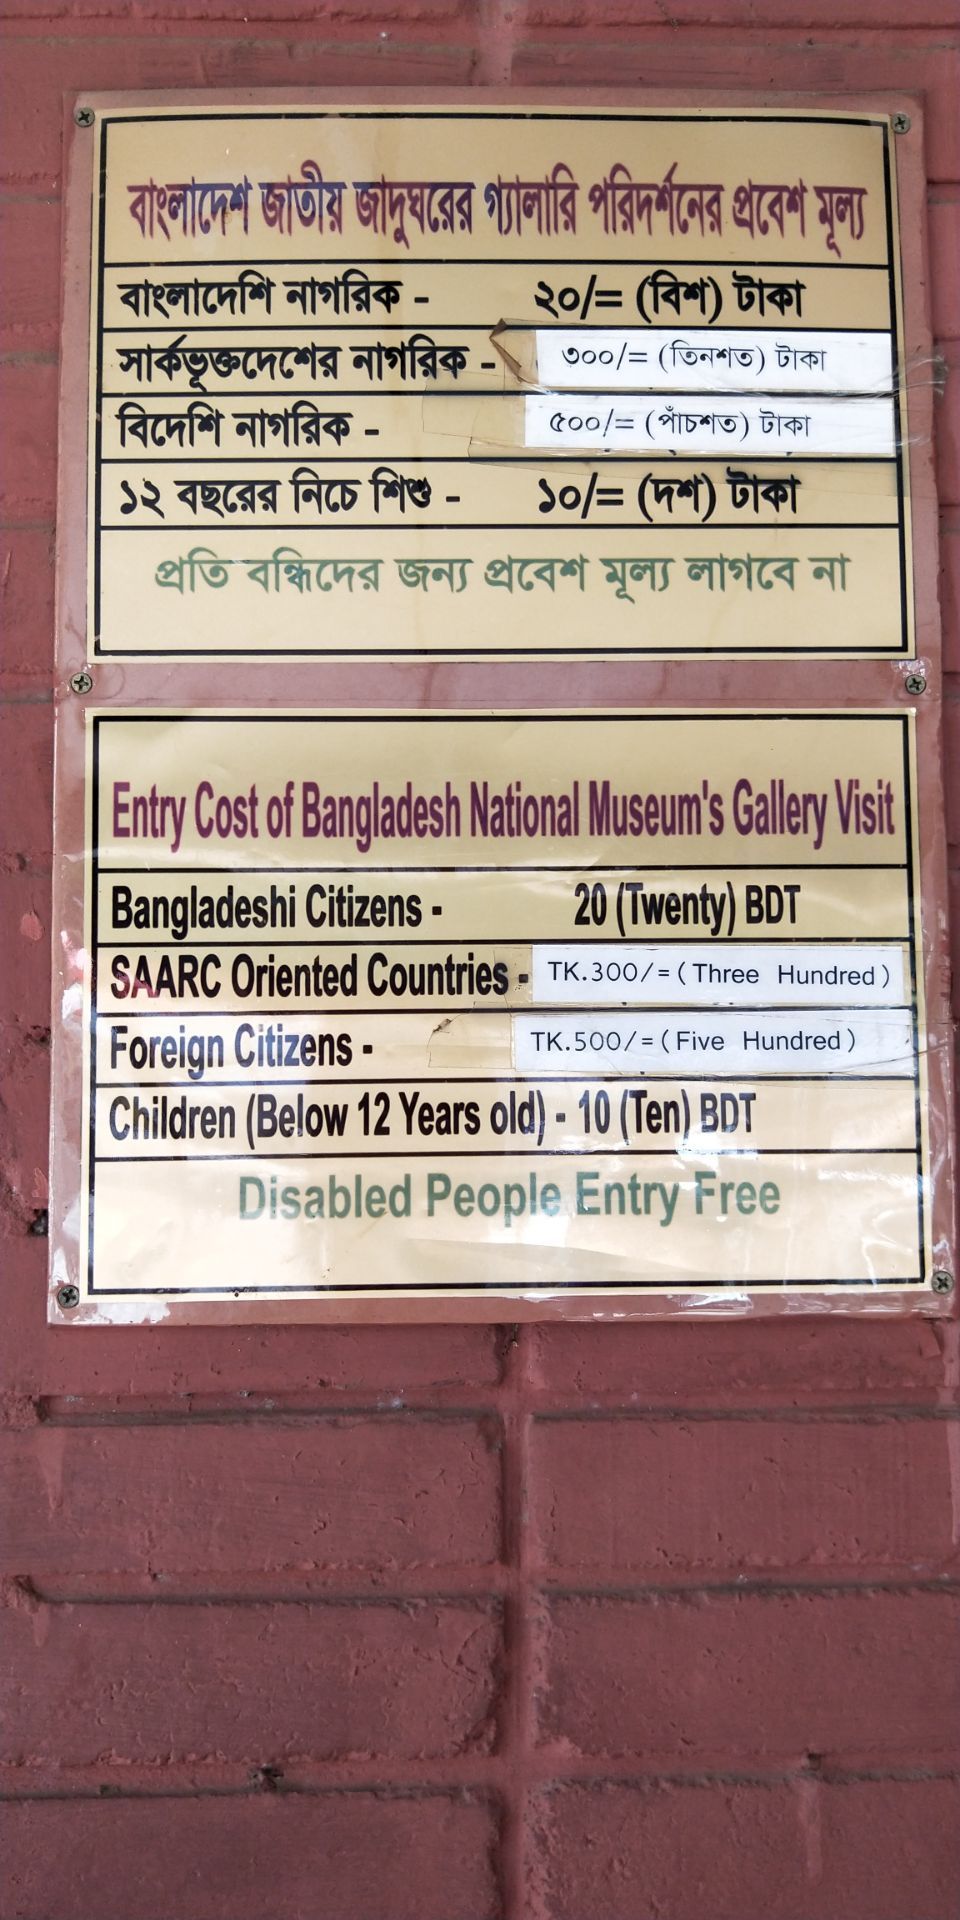 বাংলাদেশ জাতীয় জাদুঘরের গ্যালারি পরিদর্শনের প্রবেশ মূল্য
বাংলাদেশি নাগরিক - ২০/= (বিশ) টাকা
সার্কভূক্তদেশের নাগরিক - ৩০০/= (তিনশত) টাকা
বিদেশি নাগরিক - ৫০০/= (পাঁচশত) টাকা
১২ বছরের নিচে শিশু - ১০/= (দশ) টাকা
প্রতি বন্ধিদের জন্য প্রবেশ মূল্য লাগবে না
Entry Cost of Bangladesh National Museum's Gallery Visit
Bangladeshi Citizens - 20 (Twenty) BDT
SAARC Oriented Countries - TK.300/=(Three Hundred)
Foreign Citizens - TK.500/=(Five Hundred)
Children (Below 12 Years old) - 10 (Ten) BDT
Disabled People Entry Free